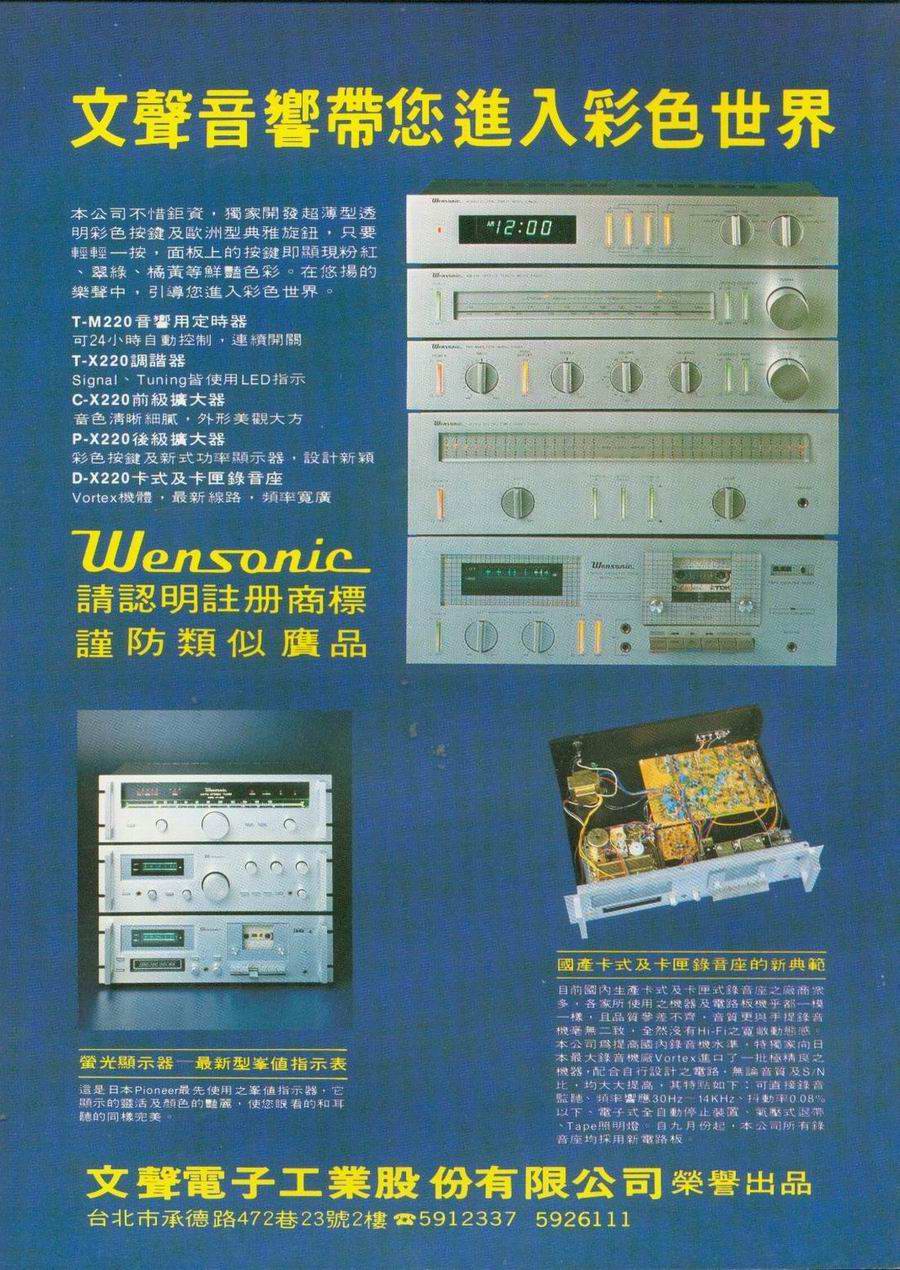 文聲音響帶您進入彩色世界
本公司不惜鉅資，獨家開發超薄型透
明彩色按鍵及歐洲型典雅旋鈕，只要
輕輕一按，面板上的按鍵即顯現粉紅
、翠綠、橘黃等鮮豔色彩。在悠揚的
樂聲中，引導您進入彩色世界。
T-M220音響用定時器
可24小時自動控制，連續開關
T-X220調諧器
Signal、Tuning皆使用LED指示
C-X220前級擴大器
音色清晰細膩，外形美觀大方
P-X220後級擴大器
彩色按鍵及新式功率顯示器，設計新穎
D-X220卡式及卡匣錄音座
Vortex機體，最新線路，頻率寬廣
Wensonic
請認明註册商標
謹防類似贋品
Wensonic
AM 12:00
Wensonic
Wensonic
Wensonic
Wensonic
TDK
Wensonic
螢光顯示器—最新型峯值指示表
這是日本Pioneer最先使用之峯值指示器，它
顯示的靈活及顏色的豔麗，使您眼看的和耳
聽的同樣完美。
國產卡式及卡匣錄音座的新典範
目前國內生產卡式及卡匣式錄音座之廠商衆
多，各家所使用之機器及電路板機乎都一模
一樣，且品質參差不齊，音質更與手提錄音
機毫無二致，全然沒有Hi-Fi之寬敞動態感。
本公司爲提高國內錄音機水準，特獨家向日
本最大錄音機廠Vortex進口了一批極精良之
機器，配合自行設計之電路，無論音質及S/N
比，均大大提高，其特點如下：可直接錄音
監聽、頻率響應30Hz～14KHz、抖動率0.08%
以下、電子式全自動停止裝置、氣壓式退帶
、Tape照明燈。自九月份起，本公司所有錄
音座均採用新電路板。
文聲電子工業股份有限公司榮譽出品
台北市承德路472巷23號2樓☎5912337 5926111